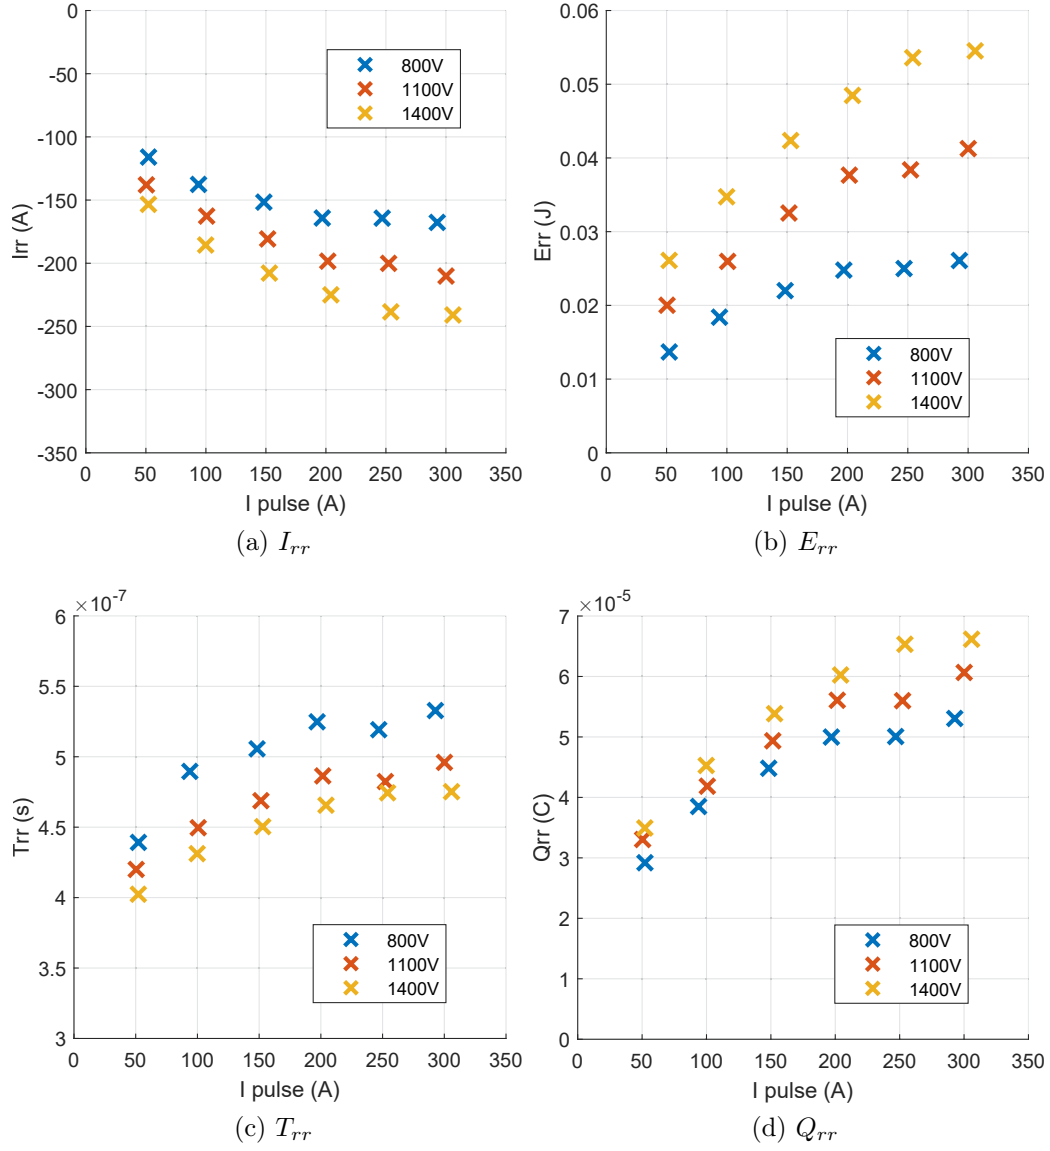 0
-50
-100
-150
-200
-250
-300
-350
Irr (A)
800V
1100V
1400V
0 50 100 150 200 250 300 350
I pulse (A)
(a) Irr
0.06
0.05
0.04
0.03
0.02
0.01
0
Err (J)
800V
1100V
1400V
0 50 100 150 200 250 300 350
I pulse (A)
(b) Err
×10-7
6
5.5
5
4.5
4
3.5
3
Trr (s)
800V
1100V
1400V
0 50 100 150 200 250 300 350
I pulse (A)
(c) Trr
×10-5
7
6
5
4
3
2
1
0
Qrr (C)
800V
1100V
1400V
0 50 100 150 200 250 300 350
I pulse (A)
(d) Qrr